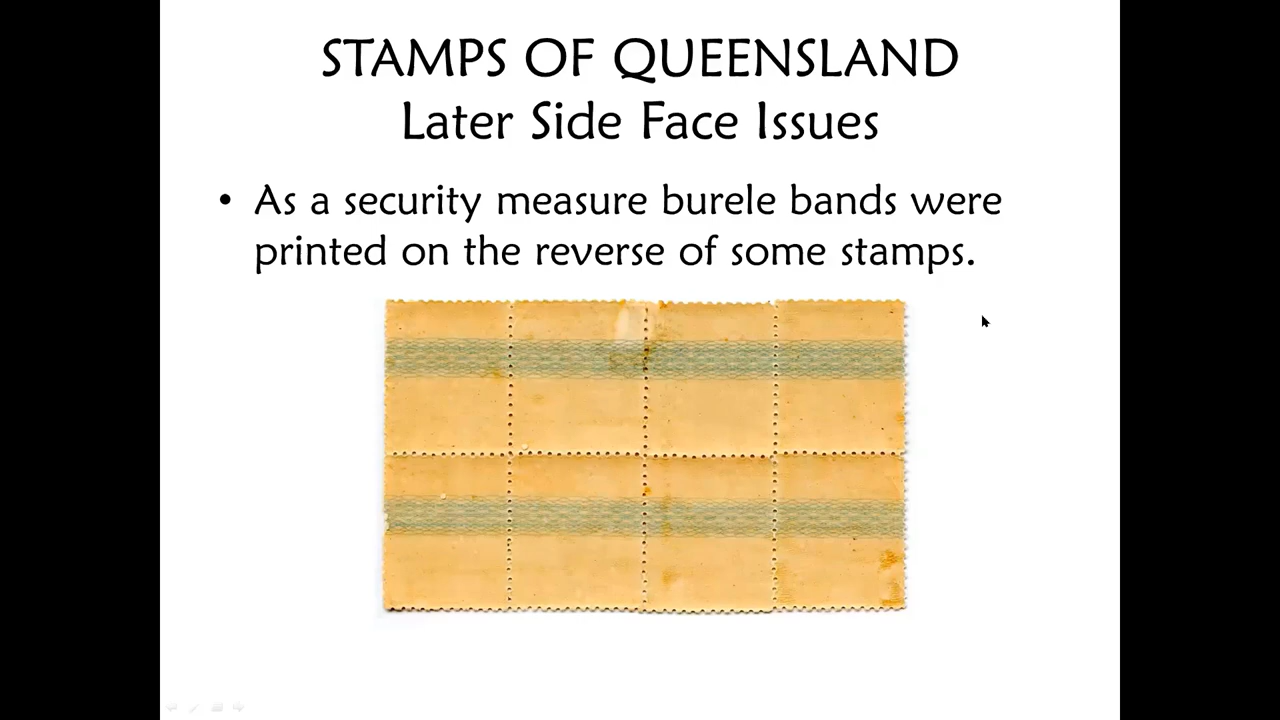 STAMPS OF QUEENSLAND
Later Side Face Issues
• As a security measure burele bands were
printed on the reverse of some stamps.